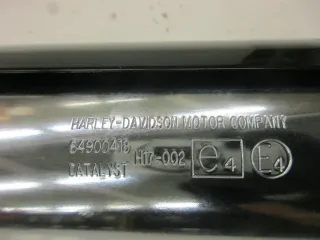 HARLEY-DAVIDSON MOTOR COMPANY
64900418
CATALYST H17-002 e4 E4